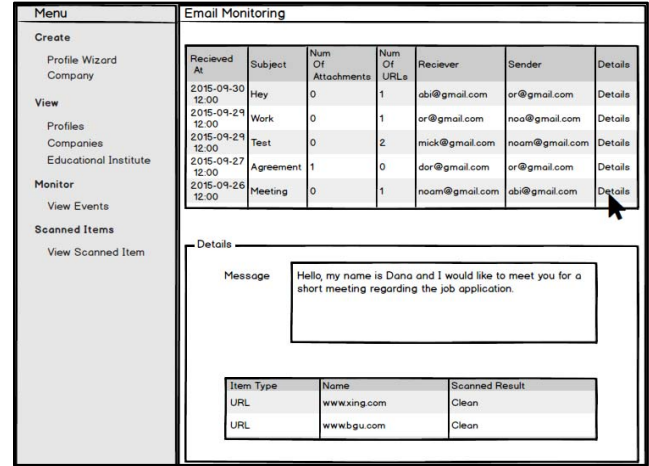 Menu
Create
Profile Wizard
Company
View
Profiles
Companies
Educational Institute
Monitor
View Events
Scanned Items
View Scanned Item
Email Monitoring
Recieved At Subject Num Of Attachments Num Of URLs Reciever Sender Details
2015-09-30 12:00 Hey 0 1 abi@gmail.com or@gmail.com Details
2015-09-29 12:00 Work 0 1 or@gmail.com noa@gmail.com Details
2015-09-29 12:00 Test 0 2 mick@gmail.com noam@gmail.com Details
2015-09-27 12:00 Agreement 1 0 dor@gmail.com or@gmail.com Details
2015-09-26 12:00 Meeting 0 1 noam@gmail.com abi@gmail.com Details
Details
Message
Hello, my name is Dana and I would like to meet you for a
short meeting regarding the job application.
Item Type Name Scanned Result
URL www.xing.com Clean
URL www.bgu.com Clean